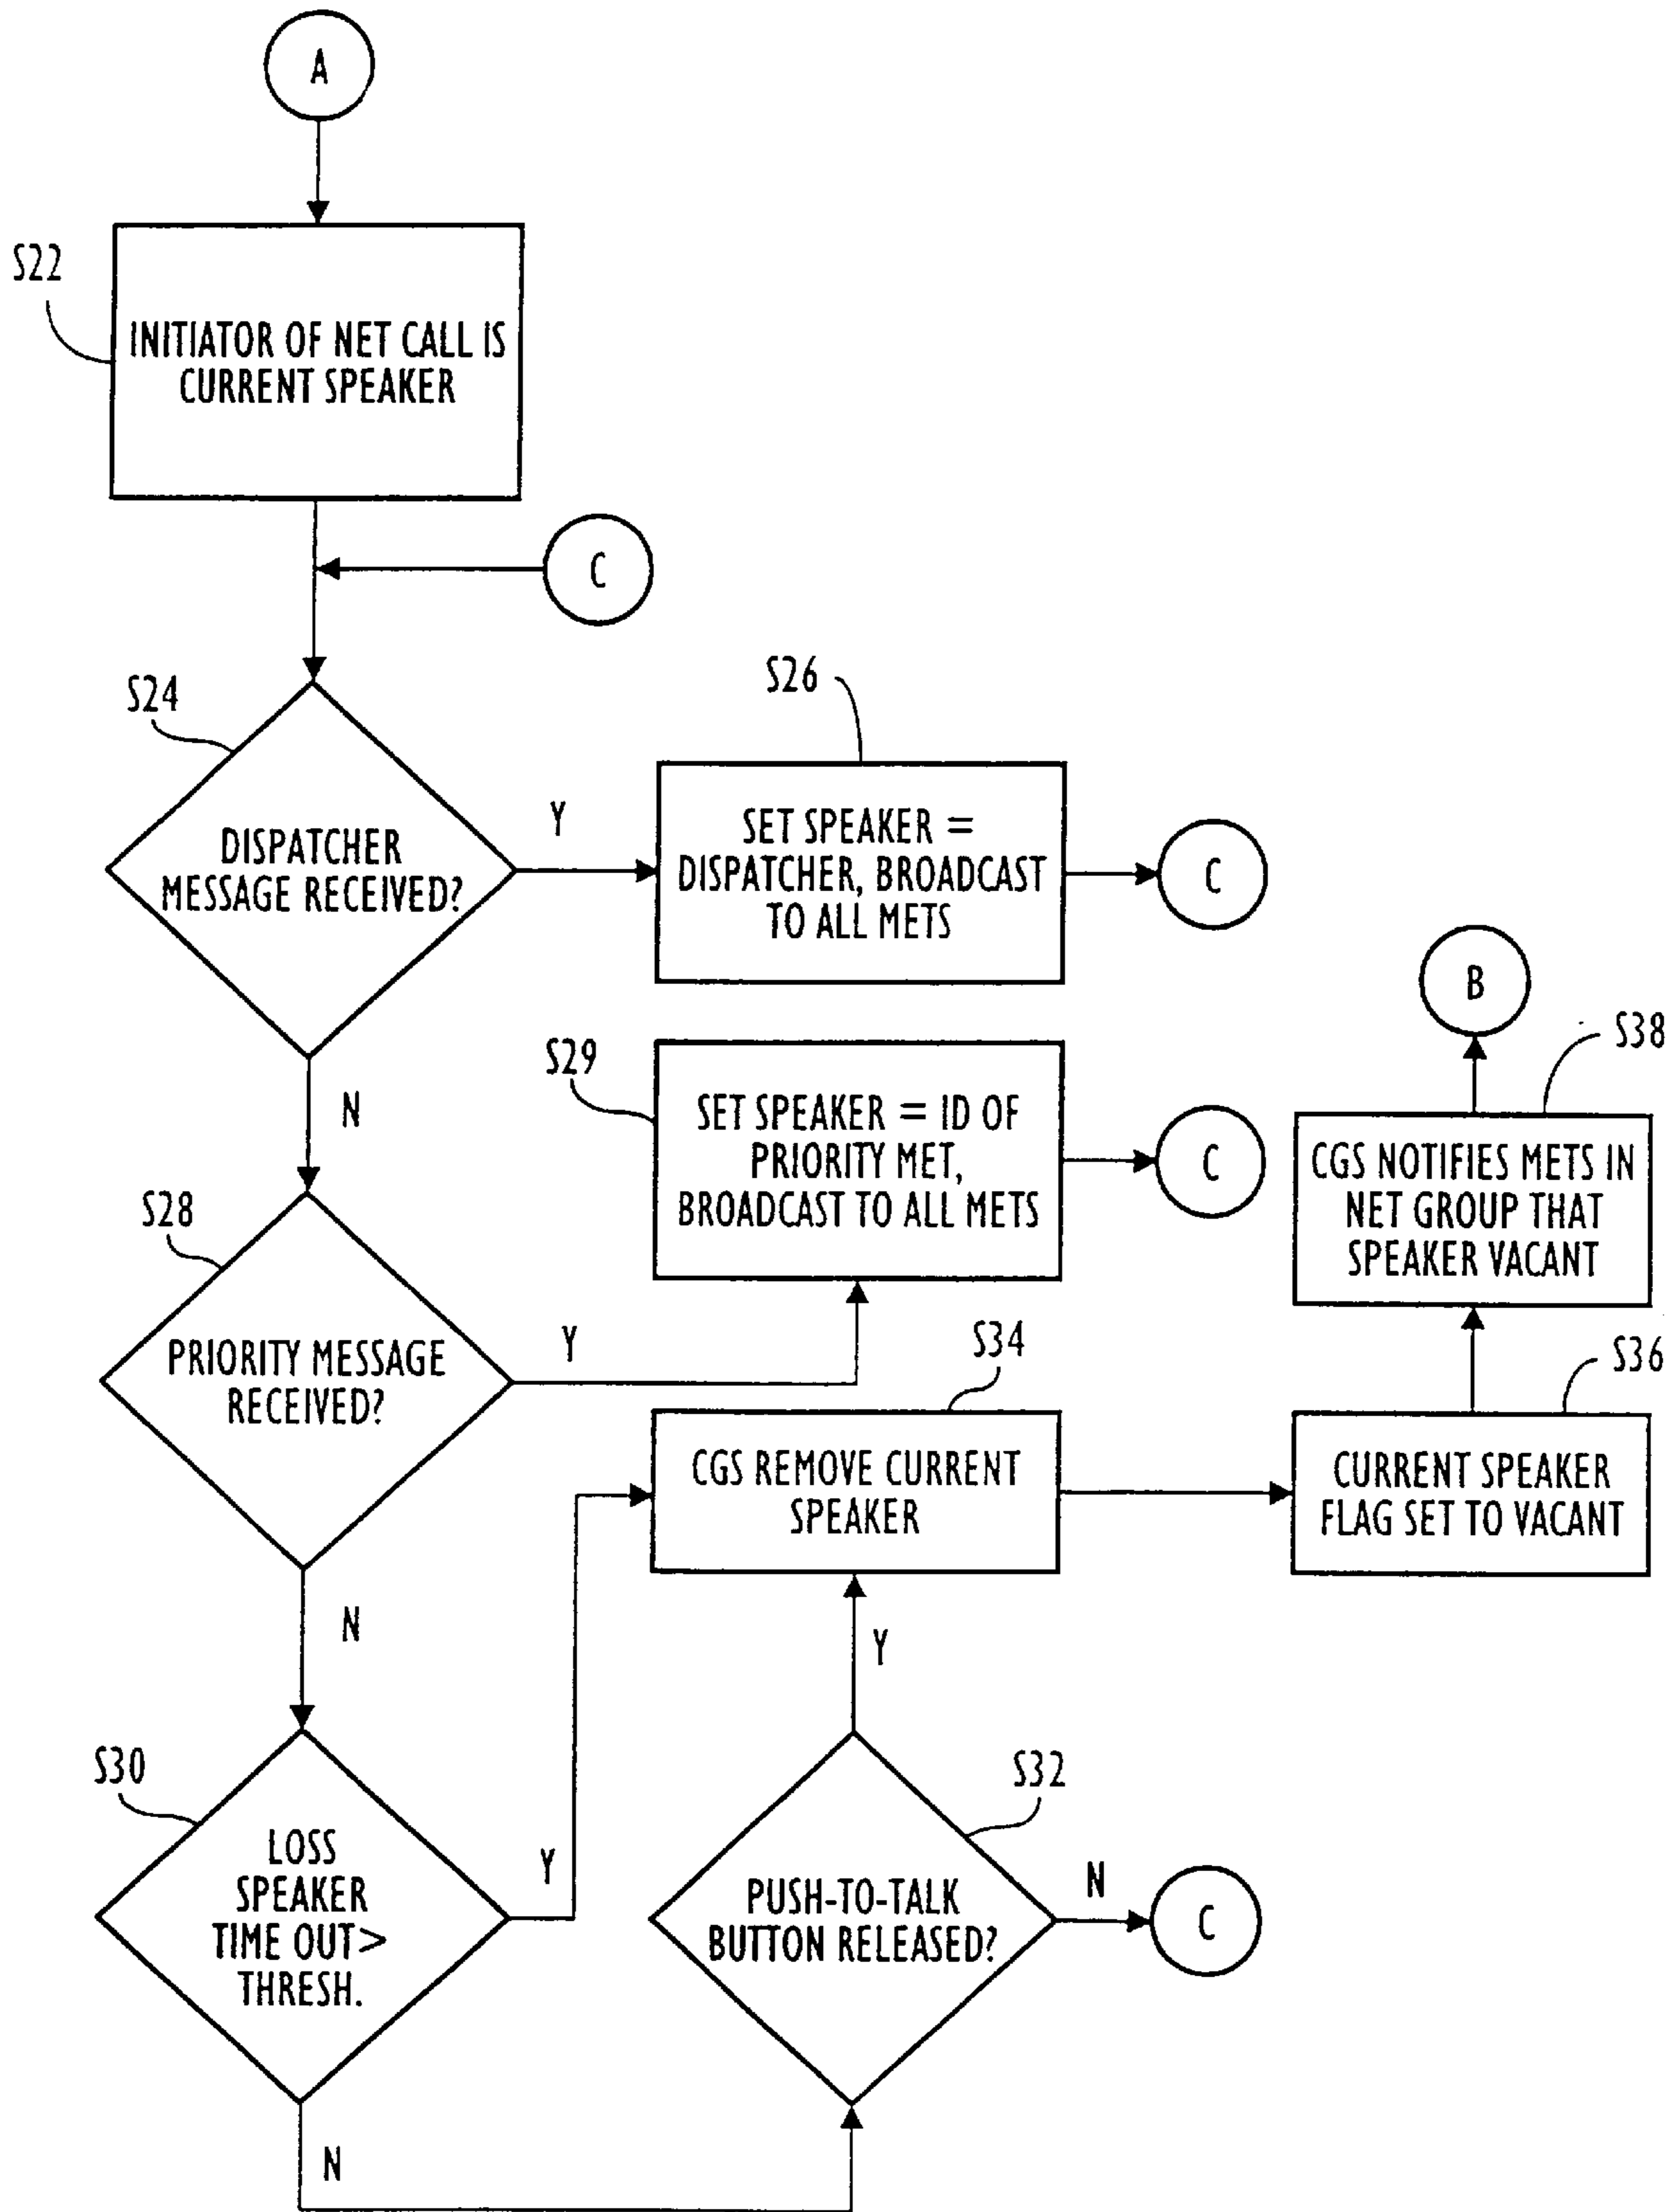 A
S22
INITIATOR OF NET CALL IS
CURRENT SPEAKER
C
S24
DISPATCHER
MESSAGE RECEIVED?
Y
N
S26
SET SPEAKER =
DISPATCHER, BROADCAST
TO ALL METS
C
B
S38
CGS NOTIFIES METS IN
NET GROUP THAT
SPEAKER VACANT
S29
SET SPEAKER = ID OF
PRIORITY MET,
BROADCAST TO ALL METS
C
S28
PRIORITY MESSAGE
RECEIVED?
Y
N
S34
CGS REMOVE CURRENT
SPEAKER
S36
CURRENT SPEAKER
FLAG SET TO VACANT
Y
S30
LOSS
SPEAKER
TIME OUT>
THRESH.
Y
N
S32
PUSH-TO-TALK
BUTTON RELEASED?
N
C